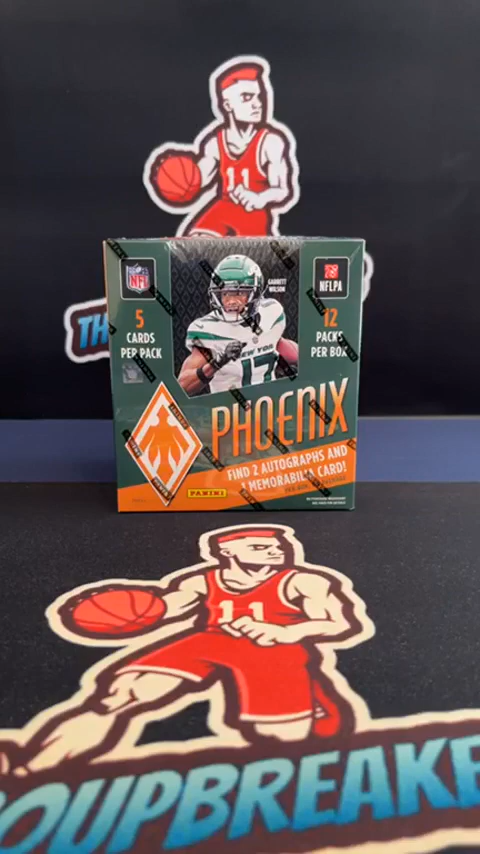 11
TH
NFL
5
CARDS
PER PACK
GARRETT
WILSON
NFLPA
12
PACKS
PER BOX
NEW YORK
17
PHOENIX
FIND 2 AUTOGRAPHS AND
1 MEMORABILIA CARD!
PANINI
11
OUPBREAKE